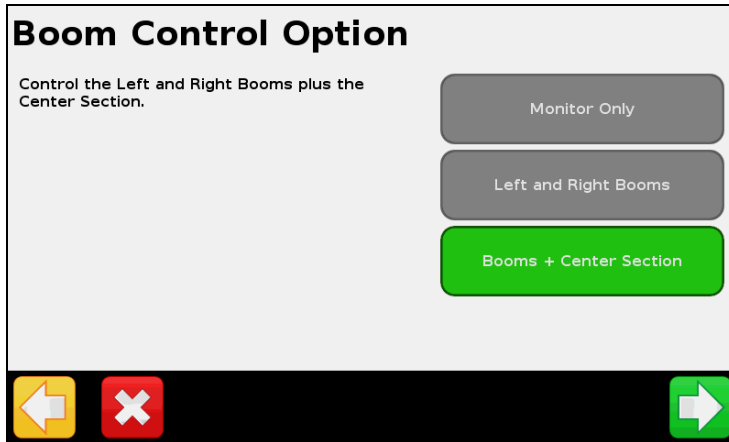 Boom Control Option
Control the Left and Right Booms plus the
Center Section.
Monitor Only
Left and Right Booms
Booms + Center Section